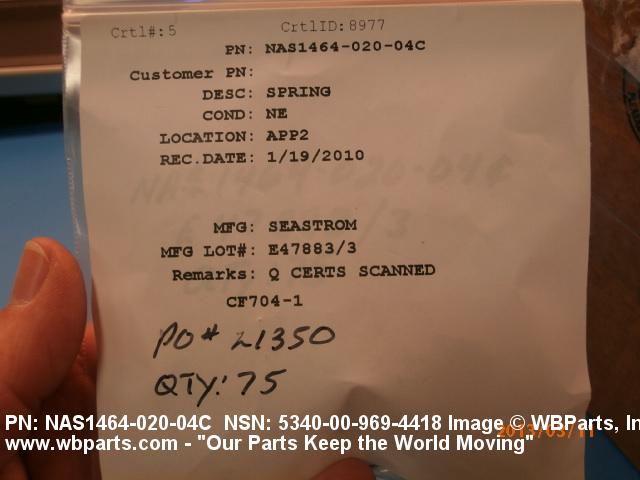 Crtl#:5 CrtlID:8977
PN: NAS1464-020-04C
Customer PN:
DESC: SPRING
COND: NE
LOCATION: APP2
REC.DATE: 1/19/2010
MFG: SEASTROM
MFG LOT#: E47883/3
Remarks: Q CERTS SCANNED
CF704-1
PO# 21350
QTY: 75
PN: NAS1464-020-04C NSN: 5340-00-969-4418 Image © WBParts, In
2013/03/11
www.wbparts.com - "Our Parts Keep the World Moving"